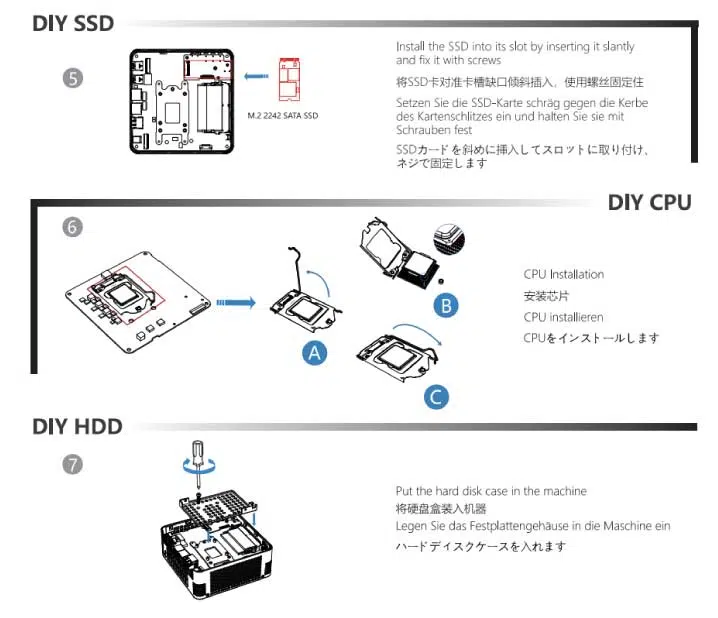 DIY SSD
5
M.2 2242 SATA SSD
Install the SSD into its slot by inserting it slantly
and fix it with screws
将SSD卡对准卡槽缺口倾斜插入，使用螺丝固定住
Setzen Sie die SSD-Karte schräg gegen die Kerbe
des Kartenschlitzes ein und halten Sie sie mit
Schrauben fest
SSDカードを斜めに挿入してスロットに取り付け、
ネジで固定します
DIY CPU
6
A
B
C
CPU Installation
安装芯片
CPU installieren
CPUをインストールします
DIY HDD
7
Put the hard disk case in the machine
将硬盘盒装入机器
Legen Sie das Festplattengehäuse in die Maschine ein
ハードディスクケースを入れます